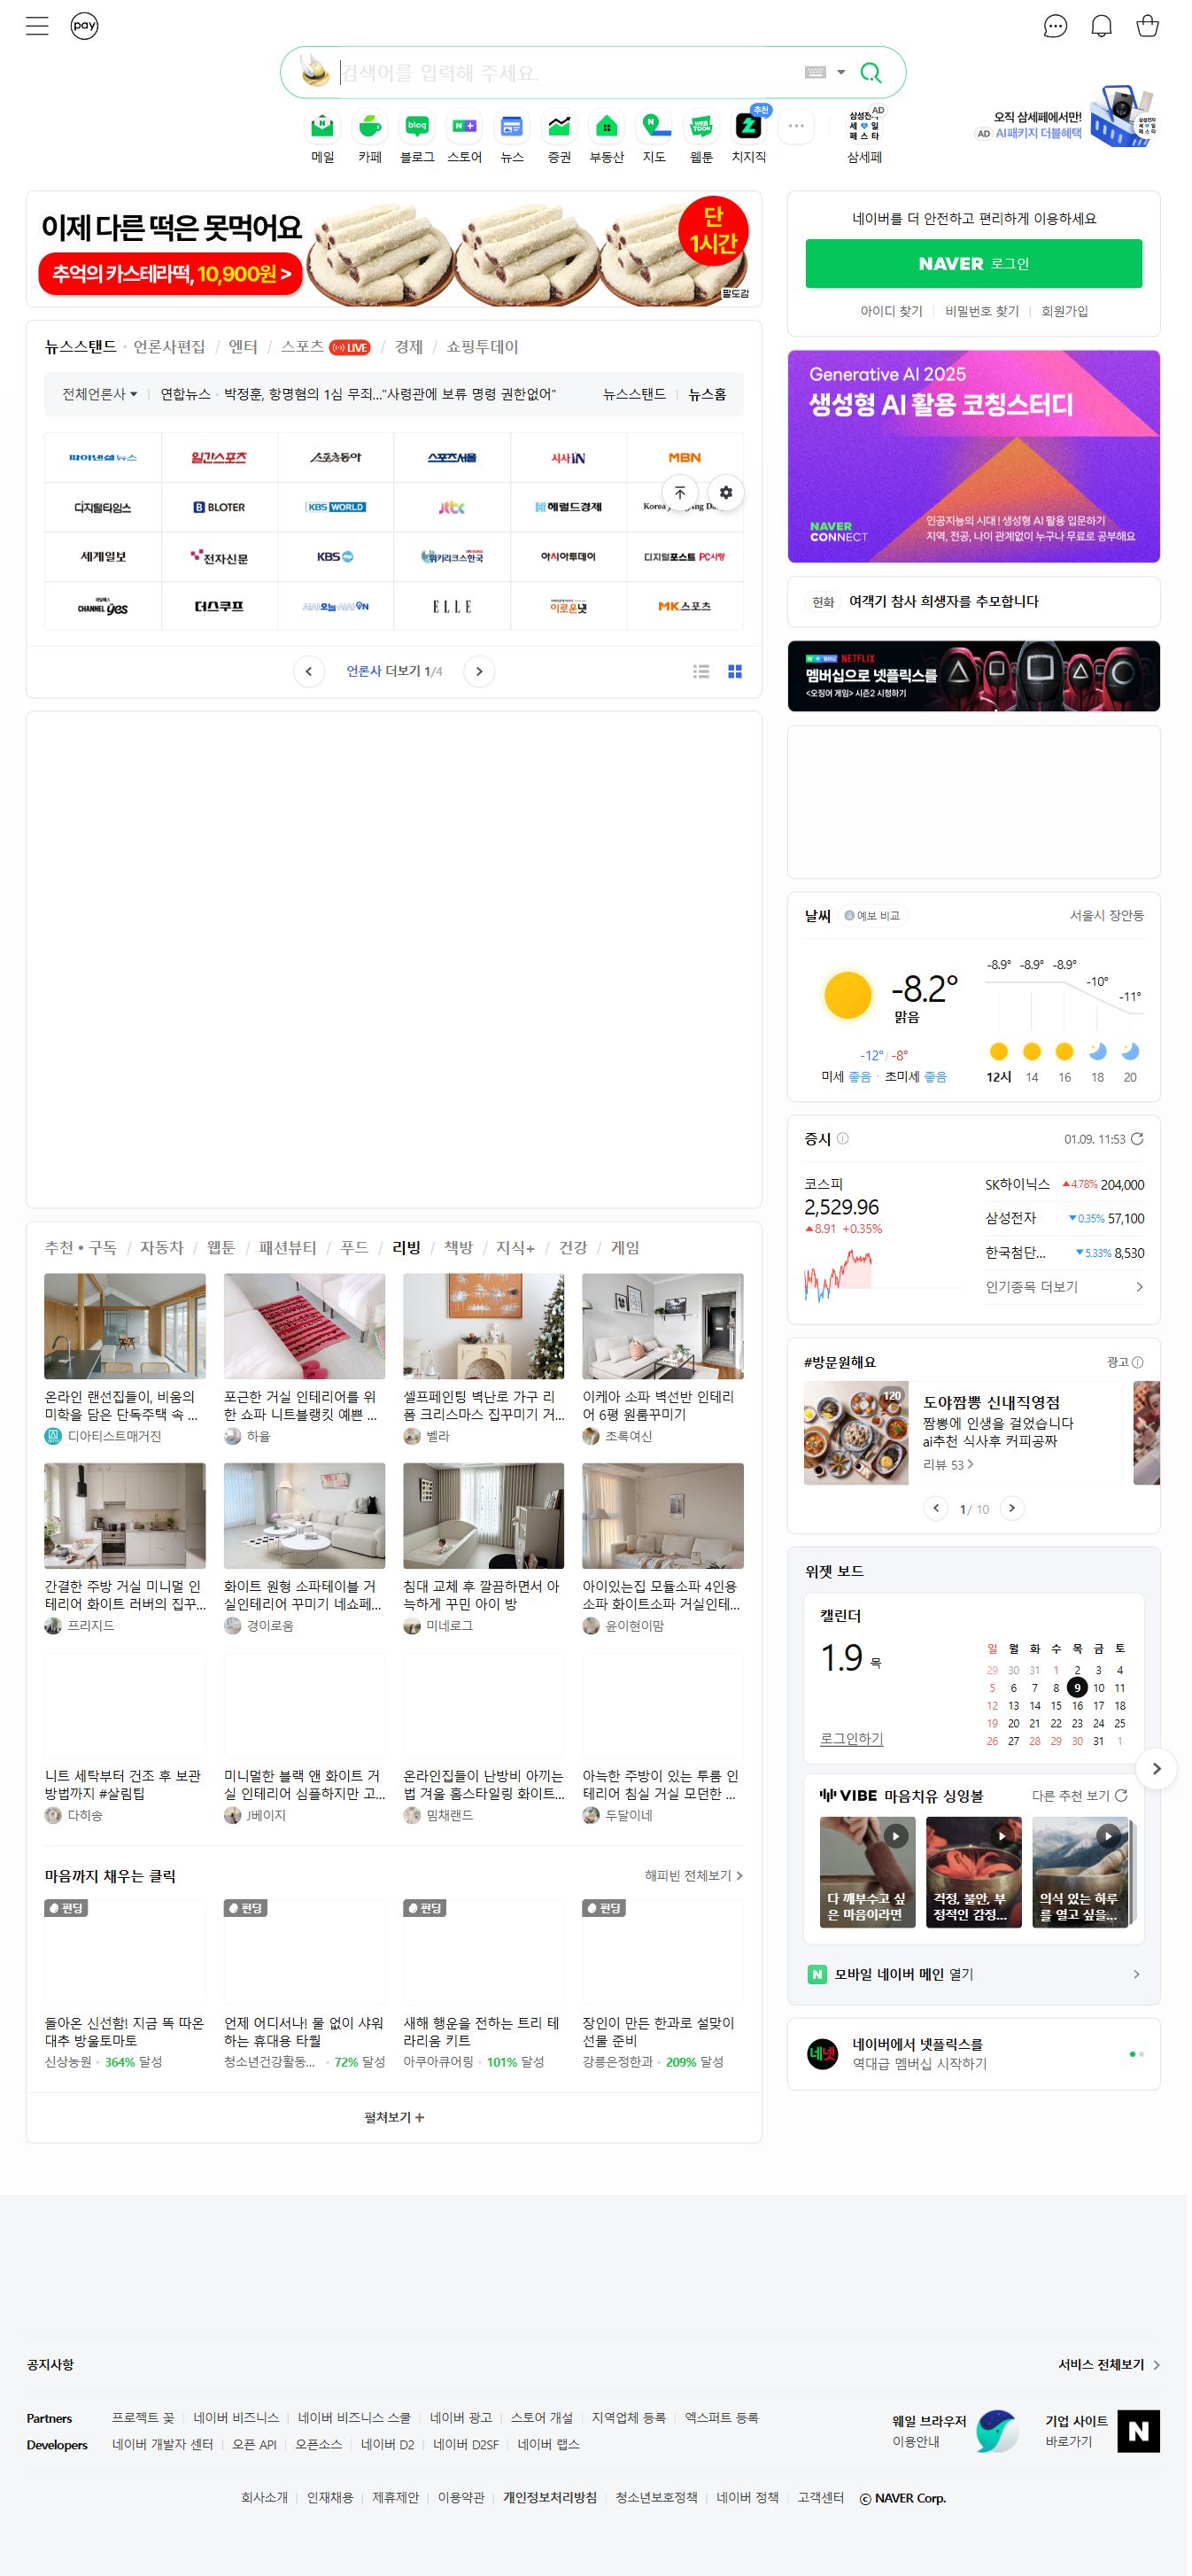 pay
검색어를 입력해 주세요.
메일
카페
blog
블로그
스토어
뉴스
증권
부동산
지도
WEB TOON
웹툰
추천
치지직
AD
삼성전자
세 일
페 스 타
삼세페
오직 삼세페에서만!
AD AI패키지 더블혜택
이제 다른 떡은 못먹어요
추억의 카스테라떡, 10,900원 >
단
1시간
팔도감
네이버를 더 안전하고 편리하게 이용하세요
NAVER 로그인
아이디 찾기 비밀번호 찾기 회원가입
뉴스스탠드 · 언론사편집 / 엔터 / 스포츠 LIVE / 경제 / 쇼핑투데이
전체언론사 연합뉴스 · 박정훈, 항명혐의 1심 무죄..."사령관에 보류 명령 권한없어" 뉴스스탠드 뉴스홈
파이낸셜뉴스 일간스포츠 스포츠동아 스포츠서울 시사IN MBN
디지털타임스 BLOTER KBS WORLD jtbc 헤럴드경제
세계일보 전자신문 KBS 위키리크스한국 아시아투데이 디지털포스트 PC사랑
CHANNEL yes 더스쿠프 ELLE 이로운넷 MK스포츠
언론사 더보기 1/4
Generative AI 2025
생성형 AI 활용 코칭스터디
NAVER
CONNECT
인공지능의 시대! 생성형 AI 활용 입문하기
지역, 전공, 나이 관계없이 누구나 무료로 공부해요
헌화 여객기 참사 희생자를 추모합니다
NETFLIX
멤버십으로 넷플릭스를
<오징어 게임> 시즌2 시청하기
날씨 예보 비교 서울시 장안동
-8.2°
맑음
-12° / -8°
미세 좋음 · 초미세 좋음
-8.9° -8.9° -8.9° -10° -11°
12시 14 16 18 20
증시 01.09. 11:53
코스피
2,529.96
▲8.91 +0.35%
SK하이닉스 ▲4.78% 204,000
삼성전자 ▼0.35% 57,100
한국첨단... ▼5.33% 8,530
인기종목 더보기
추천 • 구독 / 자동차 / 웹툰 / 패션뷰티 / 푸드 / 리빙 / 책방 / 지식+ / 건강 / 게임
온라인 랜선집들이, 비움의
미학을 담은 단독주택 속 ...
디아티스트매거진
포근한 거실 인테리어를 위
한 쇼파 니트블랭킷 예쁜 ...
하율
셀프페인팅 벽난로 가구 리
폼 크리스마스 집꾸미기 거...
벨라
이케아 소파 벽선반 인테리
어 6평 원룸꾸미기
초록여신
간결한 주방 거실 미니멀 인
테리어 화이트 러버의 집꾸...
프리지드
화이트 원형 소파테이블 거
실인테리어 꾸미기 네쇼페...
경이로움
침대 교체 후 깔끔하면서 아
늑하게 꾸민 아이 방
미네로그
아이있는집 모듈소파 4인용
소파 화이트소파 거실인테...
윤이현이맘
니트 세탁부터 건조 후 보관
방법까지 #살림팁
다히송
미니멀한 블랙 앤 화이트 거
실 인테리어 심플하지만 고...
J베이지
온라인집들이 난방비 아끼는
법 겨울 홈스타일링 화이트...
밈채랜드
아늑한 주방이 있는 투룸 인
테리어 침실 거실 모던한 ...
두달이네
마음까지 채우는 클릭 해피빈 전체보기
펀딩 펀딩 펀딩 펀딩
돌아온 신선함! 지금 똑 따온
대추 방울토마토
신상농원 · 364% 달성
언제 어디서나! 물 없이 샤워
하는 휴대용 타월
청소년건강활동... · 72% 달성
새해 행운을 전하는 트리 테
라리움 키트
아쿠아큐어링 · 101% 달성
장인이 만든 한과로 설맞이
선물 준비
강릉은정한과 · 209% 달성
펼쳐보기 +
#방문원해요 광고
120
도야짬뽕 신내직영점
짬뽕에 인생을 걸었습니다
ai추천 식사후 커피공짜
리뷰 53
1 / 10
위젯 보드
캘린더
1.9 목
로그인하기
일 월 화 수 목 금 토
29 30 31 1 2 3 4
5 6 7 8 9 10 11
12 13 14 15 16 17 18
19 20 21 22 23 24 25
26 27 28 29 30 31 1
VIBE 마음치유 싱잉볼 다른 추천 보기
다 깨부수고 싶
은 마음이라면
걱정, 불안, 부
정적인 감정...
의식 있는 하루
를 열고 싶을...
N 모바일 네이버 메인 열기
네넷
네이버에서 넷플릭스를
역대급 멤버십 시작하기
공지사항 서비스 전체보기
Partners 프로젝트 꽃 네이버 비즈니스 네이버 비즈니스 스쿨 네이버 광고 스토어 개설 지역업체 등록 엑스퍼트 등록
Developers 네이버 개발자 센터 오픈 API 오픈소스 네이버 D2 네이버 D2SF 네이버 랩스
웨일 브라우저
이용안내
기업 사이트
바로가기
N
회사소개 인재채용 제휴제안 이용약관 개인정보처리방침 청소년보호정책 네이버 정책 고객센터 ⓒ NAVER Corp.